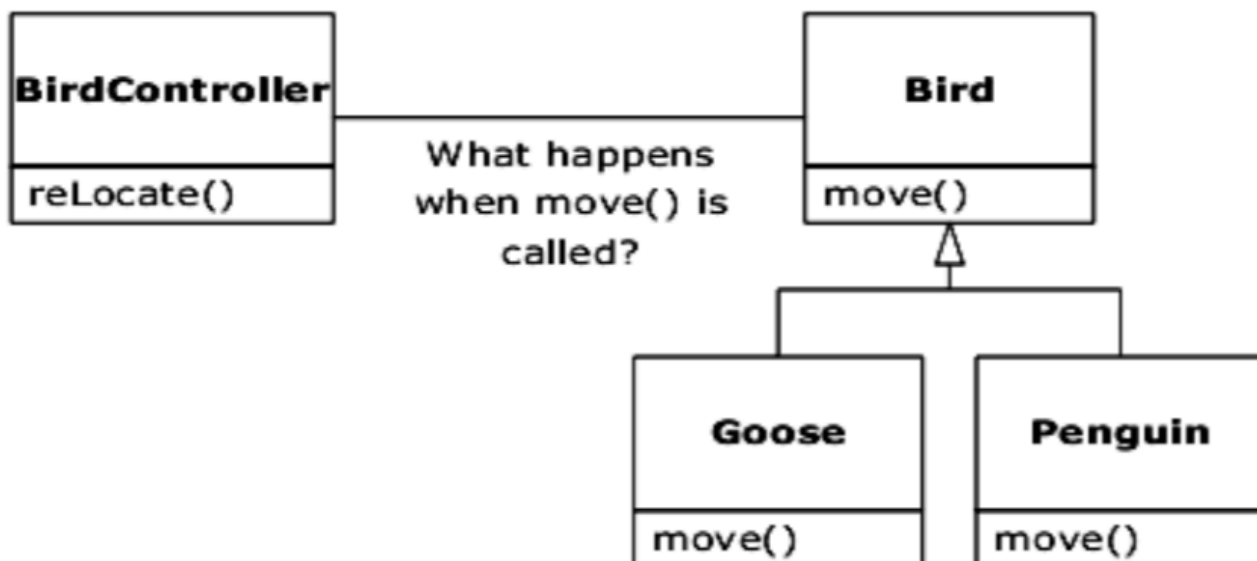 BirdController
reLocate()
What happens
when move() is
called?
Bird
move()
Goose
move()
Penguin
move()